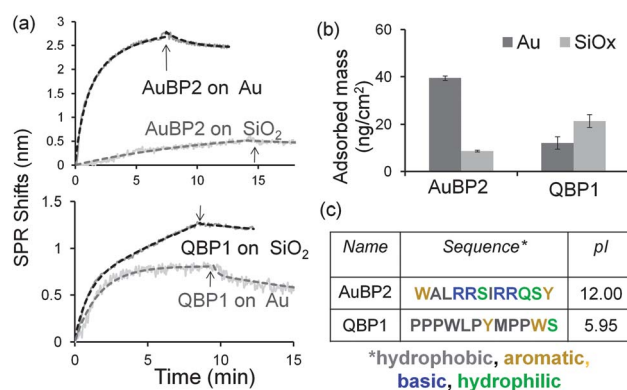 (a)
SPR Shifts (nm)
3
2.5
2
1.5
1
0.5
0
AuBP2 on Au
AuBP2 on SiO2
0 5 10 15
1.5
1
0.5
0
QBP1 on SiO2
QBP1 on Au
0 5 10 15
Time (min)
(b)
Adsorbed mass
(ng/cm²)
60
40
20
0
Au SiOx
AuBP2 QBP1
(c)
Name Sequence* pI
AuBP2 WALRRSIRRQSY 12.00
QBP1 PPPWLPYMPPWS 5.95
*hydrophobic, aromatic,
basic, hydrophilic